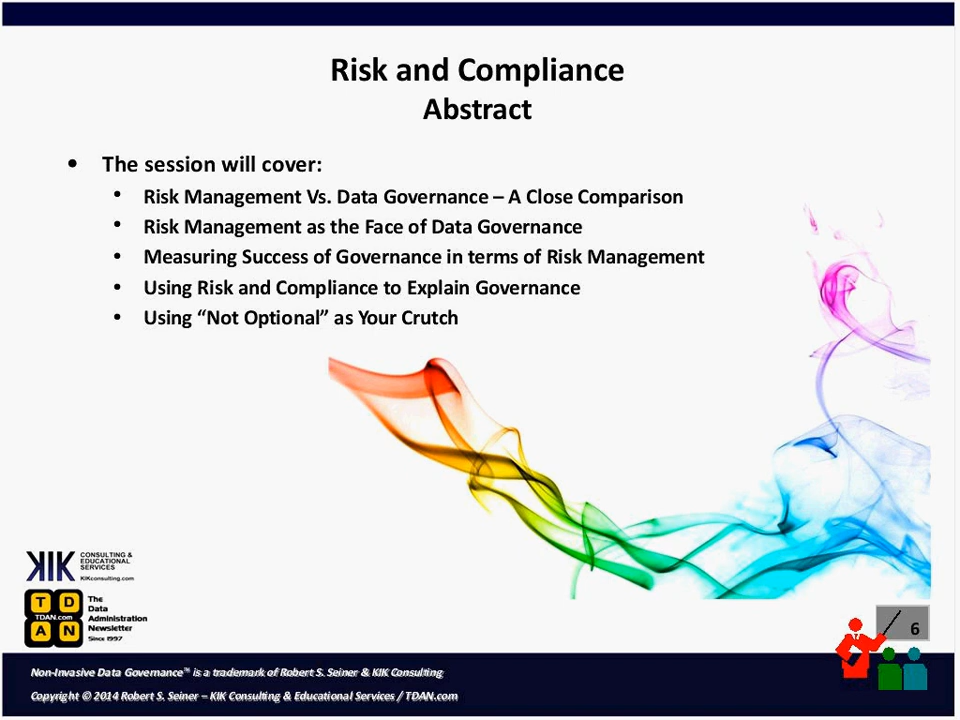 Risk and Compliance
Abstract
• The session will cover:
• Risk Management Vs. Data Governance – A Close Comparison
• Risk Management as the Face of Data Governance
• Measuring Success of Governance in terms of Risk Management
• Using Risk and Compliance to Explain Governance
• Using “Not Optional” as Your Crutch
KIK CONSULTING &
EDUCATIONAL
SERVICES
KIKconsulting.com
T D
TDAN.com
A N
The
Data
Administration
Newsletter
Since 1997
6
Non-Invasive Data Governance™ is a trademark of Robert S. Seiner & KIK Consulting
Copyright © 2014 Robert S. Seiner – KIK Consulting & Educational Services / TDAN.com